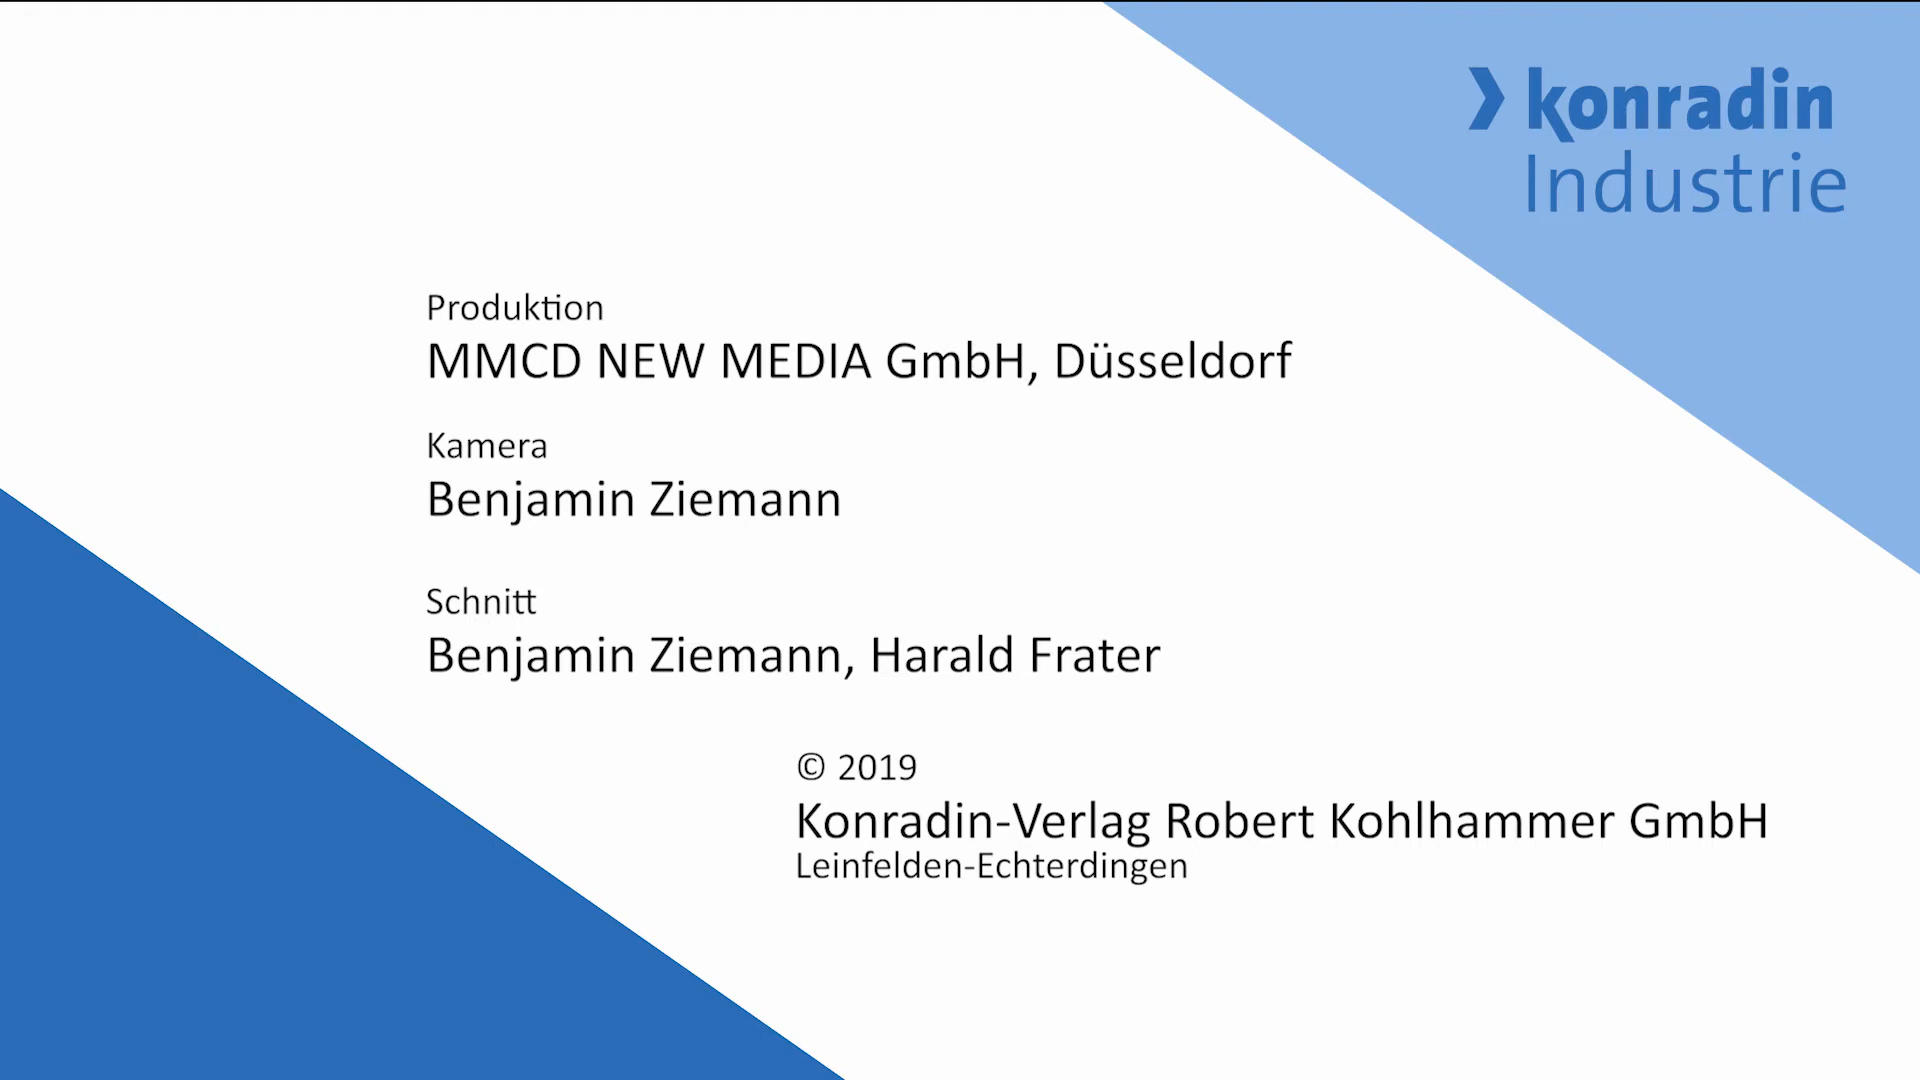 konradin
Industrie
Produktion
MMCD NEW MEDIA GmbH, Düsseldorf
Kamera
Benjamin Ziemann
Schnitt
Benjamin Ziemann, Harald Frater
© 2019
Konradin-Verlag Robert Kohlhammer GmbH
Leinfelden-Echterdingen